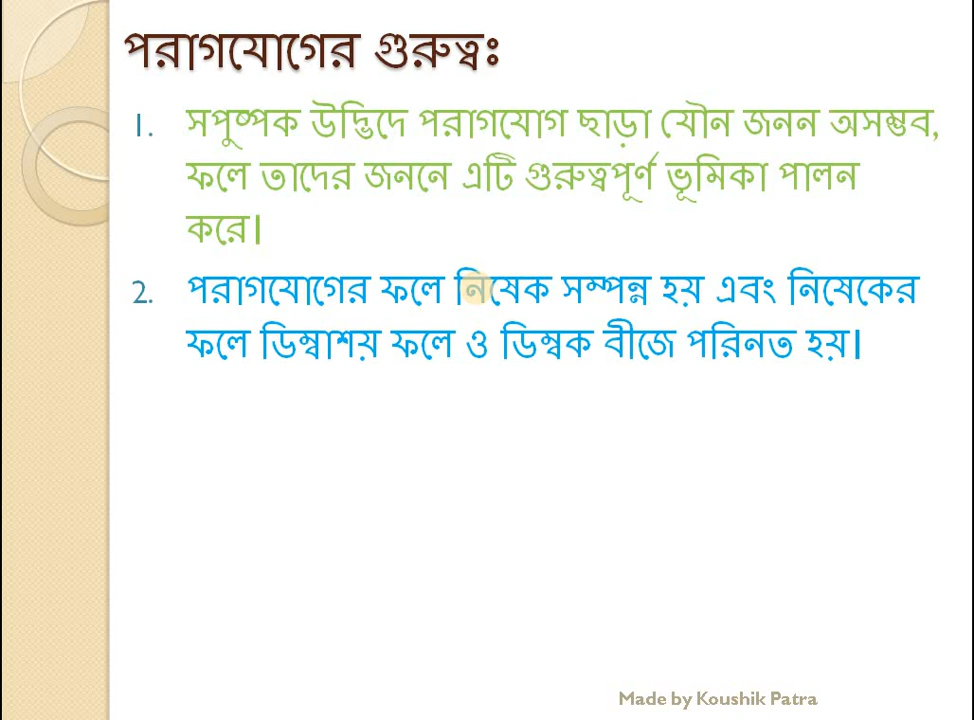 পরাগযোগের গুরুত্বঃ
1. সপুষ্পক উদ্ভিদে পরাগযোগ ছাড়া যৌন জনন অসম্ভব,
ফলে তাদের জননে এটি গুরুত্বপূর্ণ ভূমিকা পালন
করে।
2. পরাগযোগের ফলে নিষেক সম্পন্ন হয় এবং নিষেকের
ফলে ডিম্বাশয় ফলে ও ডিম্বক বীজে পরিনত হয়।
Made by Koushik Patra